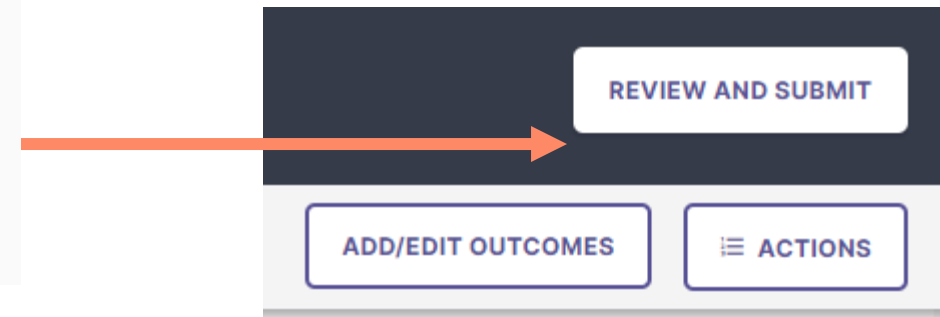 REVIEW AND SUBMIT
ADD/EDIT OUTCOMES
ACTIONS